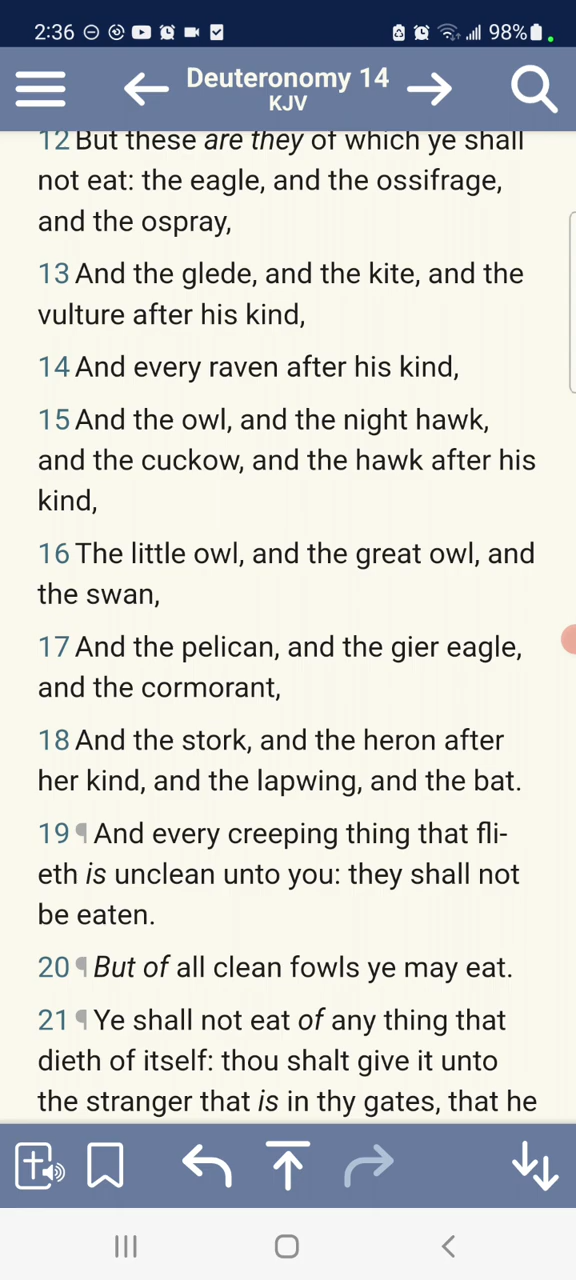 2:36 98%
Deuteronomy 14
KJV
12 But these are they of which ye shall
not eat: the eagle, and the ossifrage,
and the ospray,
13 And the glede, and the kite, and the
vulture after his kind,
14 And every raven after his kind,
15 And the owl, and the night hawk,
and the cuckow, and the hawk after his
kind,
16 The little owl, and the great owl, and
the swan,
17 And the pelican, and the gier eagle,
and the cormorant,
18 And the stork, and the heron after
her kind, and the lapwing, and the bat.
19 ¶ And every creeping thing that fli-
eth is unclean unto you: they shall not
be eaten.
20 ¶ But of all clean fowls ye may eat.
21 ¶ Ye shall not eat of any thing that
dieth of itself: thou shalt give it unto
the stranger that is in thy gates, that he